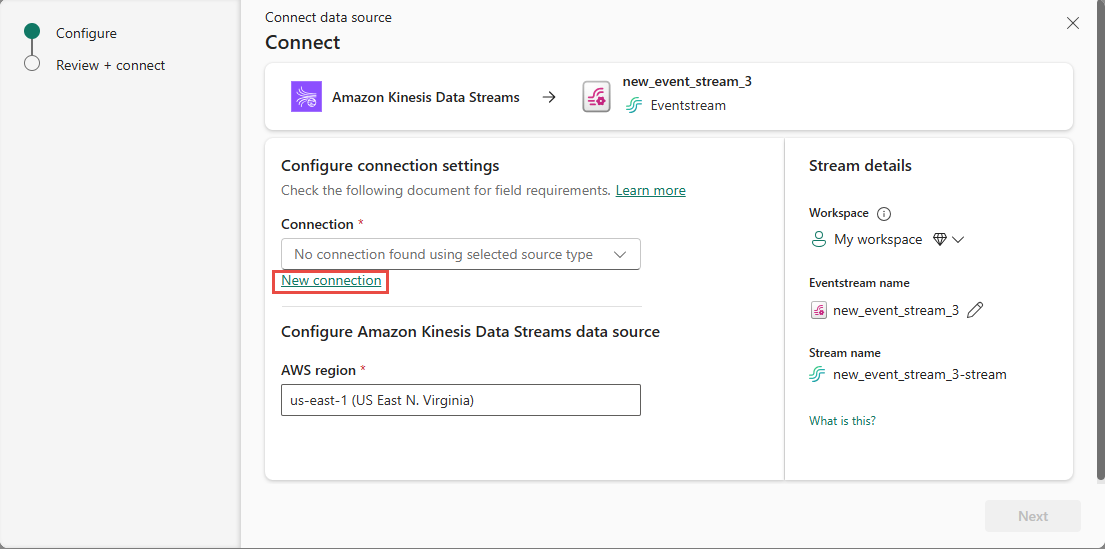 Configure
Review + connect
Connect data source
Connect
Amazon Kinesis Data Streams
new_event_stream_3
Eventstream
Configure connection settings
Check the following document for field requirements. Learn more
Connection *
No connection found using selected source type
New connection
Configure Amazon Kinesis Data Streams data source
AWS region *
us-east-1 (US East N. Virginia)
Stream details
Workspace
My workspace
Eventstream name
new_event_stream_3
Stream name
new_event_stream_3-stream
What is this?
Next